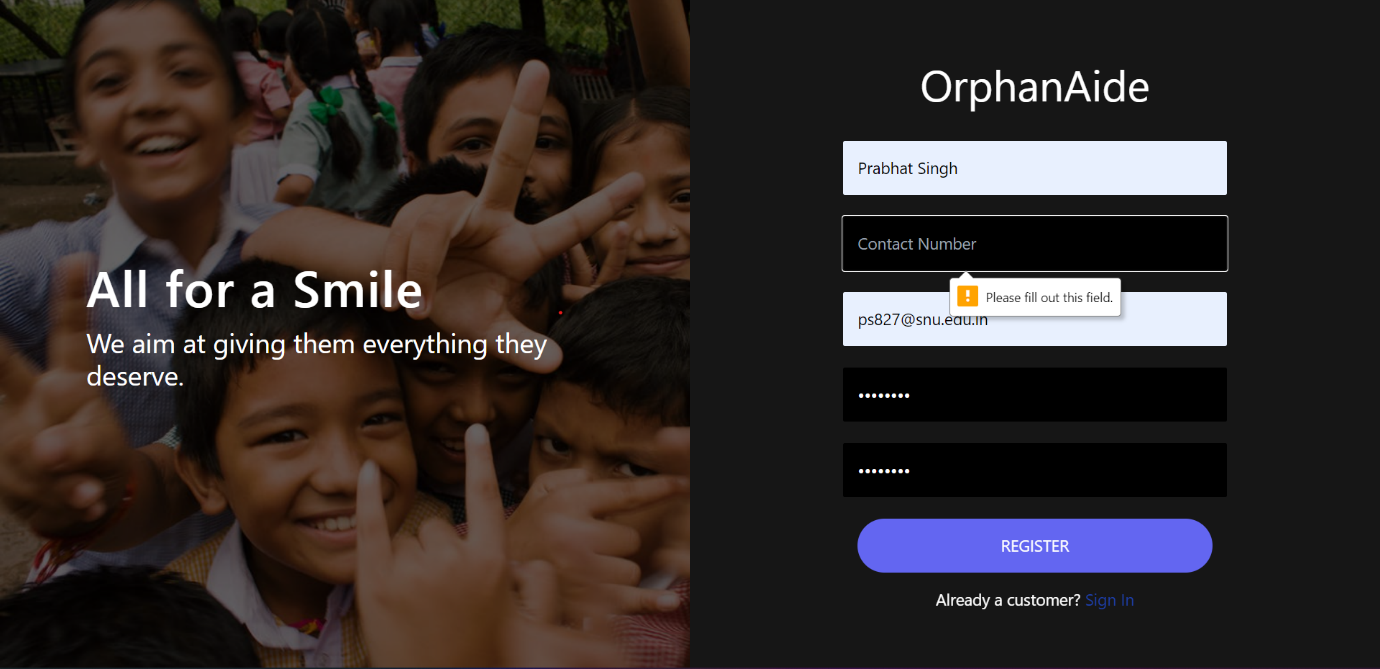 All for a Smile
We aim at giving them everything they
deserve.
OrphanAide
Prabhat Singh
Contact Number
Please fill out this field.
ps827@snu.edu.in
••••••••
••••••••
REGISTER
Already a customer? Sign In